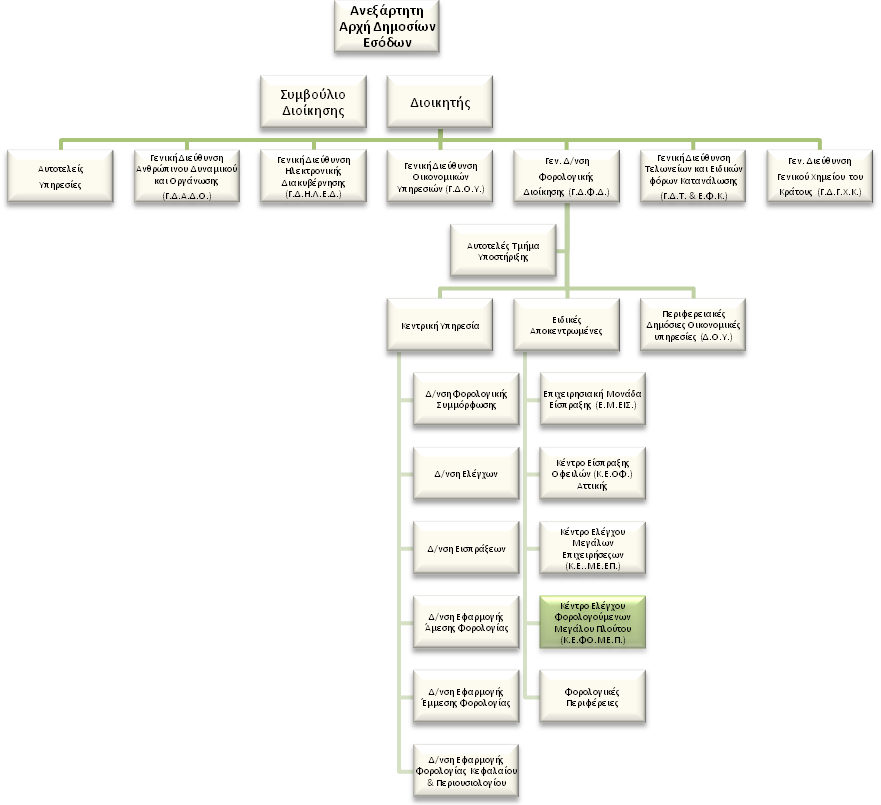 Ανεξάρτητη
Αρχή Δημοσίων
Εσόδων
Συμβούλιο
Διοίκησης
Διοικητής
Αυτοτελείς
Υπηρεσίες
Γενική Διεύθυνση
Ανθρώπινο Δυναμικού
και Οργάνωσης
(Γ.Δ.Α.Δ.Ο.)
Γενική Διεύθυνση
Ηλεκτρονικής
Διακυβέρνησης
(Γ.Δ.Η.Λ.Ε.Δ.)
Γενική Διεύθυνση
Οικονομικών
Υπηρεσιών (Γ.Δ.Ο.Υ.)
Γεν. Δ/νση
Φορολογικής
Διοίκησης (Γ.Δ.Φ.Δ.)
Γενική Διεύθυνση
Τελωνείων και Ειδικών
φόρων Κατανάλωσης
(Γ.Δ.Τ. & Ε.Φ.Κ.)
Γεν. Διεύθυνση
Γενικού Χημείου του
Κράτους (Γ.Δ.Γ.Χ.Κ.)
Αυτοτελές Τμήμα
Υποστήριξης
Κεντρική Υπηρεσία
Ειδικές
Αποκεντρωμένες
Περιφερειακές
Δημόσιες Οικονομικές
υπηρεσίες (Δ.Ο.Υ.)
Δ/νση Φορολογικής
Συμμόρφωσης
Επιχειρησιακή Μονάδα
Είσπραξης (Ε.Μ.ΕΙΣ.)
Δ/νση Ελέγχων
Κέντρο Είσπραξης
Οφειλών (Κ.Ε.ΟΦ.)
Αττικής
Δ/νση Εισπράξεων
Κέντρο Ελέγχου
Μεγάλων
Επιχειρήσεςων
(Κ.Ε..ΜΕ.ΕΠ.)
Δ/νση Εφαρμογής
Άμεσης Φορολογίας
Κέντρο Ελέγχου
Φορολογούμενων
Μεγάλου Πλούτου
(Κ.Ε.ΦΟ.ΜΕ.Π.)
Δ/νση Εφαρμογής
Έμμεσης Φορολογίας
Φορολογικές
Περιφέρειες
Δ/νση Εφαρμογής
Φορολογίας Κεφαλαίου
& Περιουσιολογίου